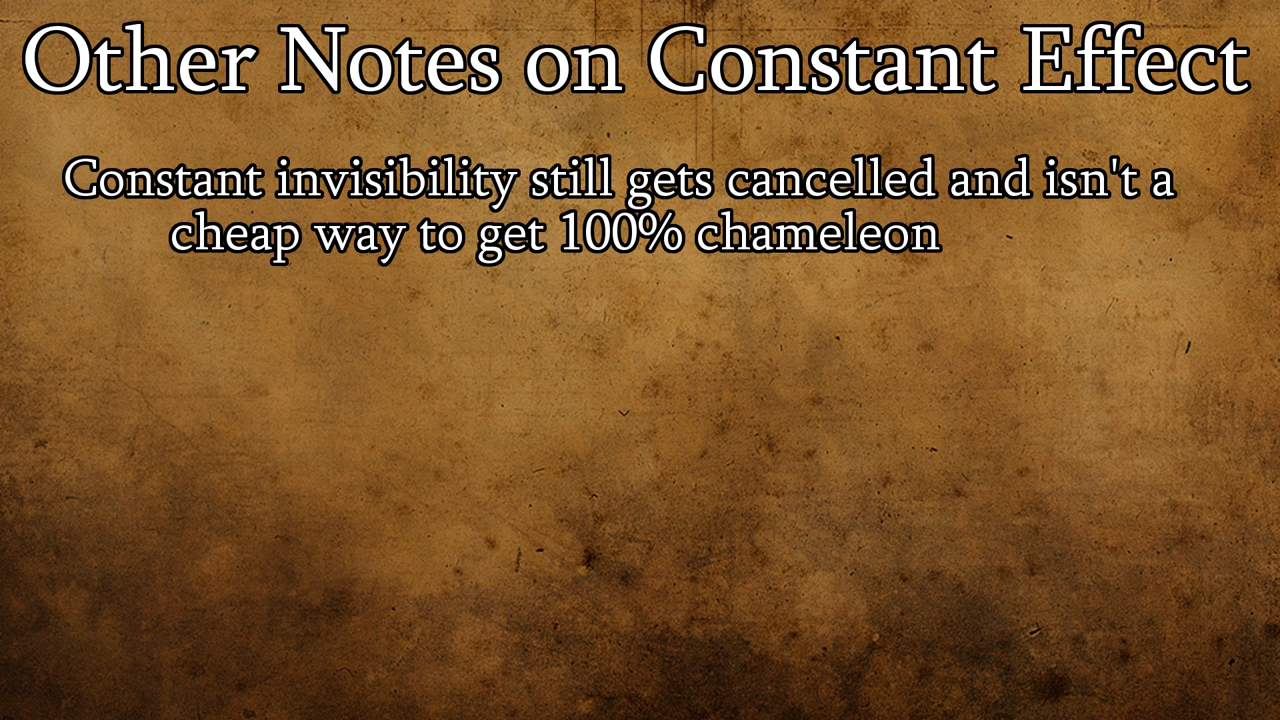 Other Notes on Constant Effect
Constant invisibility still gets cancelled and isn't a
cheap way to get 100% chameleon